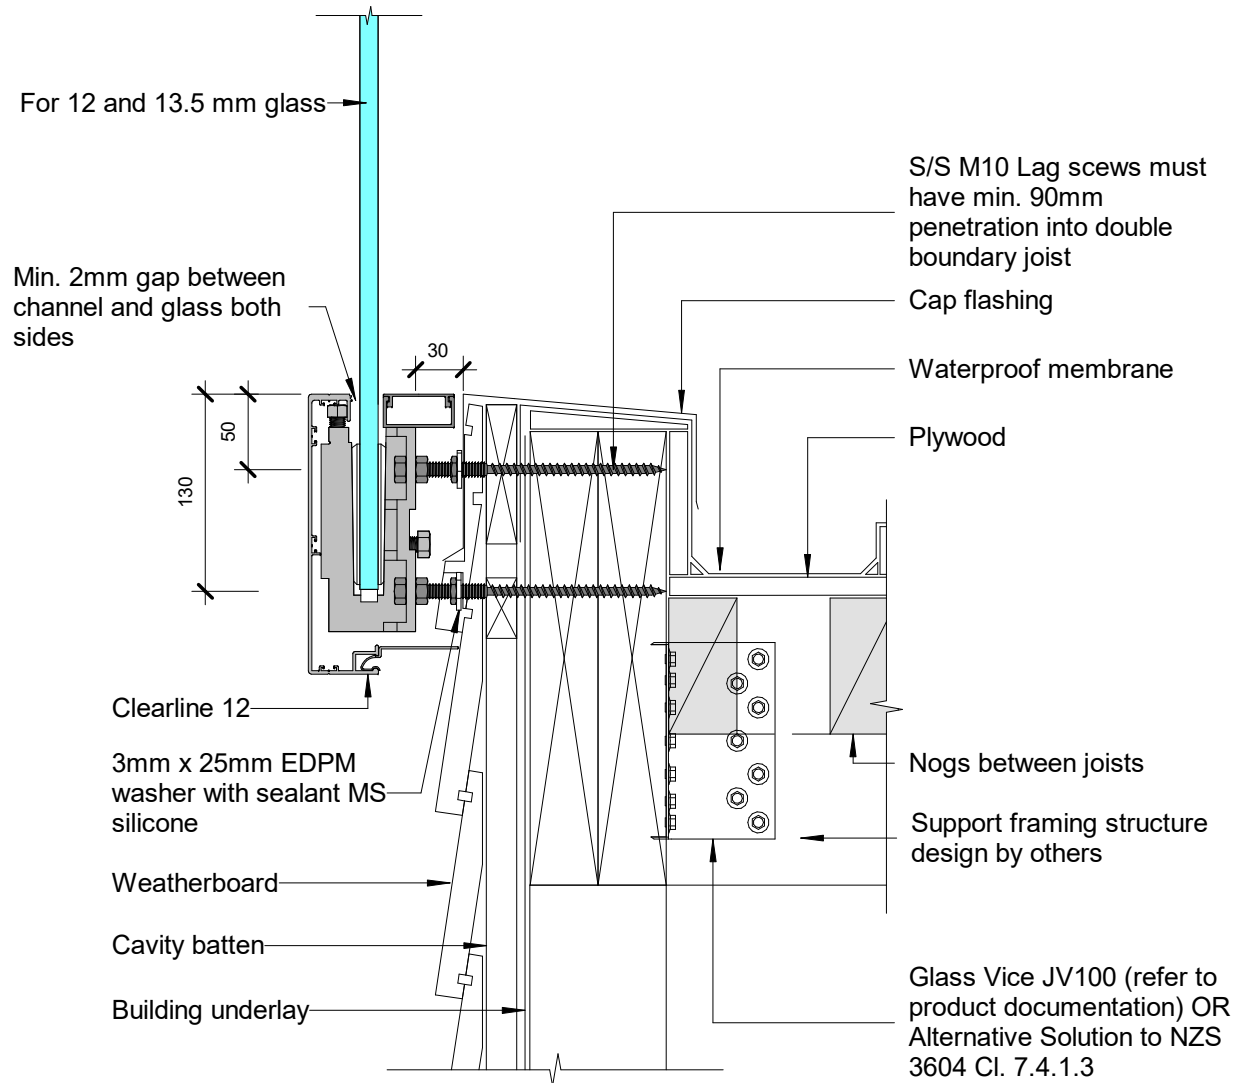 For 12 and 13.5 mm glass
S/S M10 Lag scews must
have min. 90mm
penetration into double
boundary joist
Min. 2mm gap between
channel and glass both
sides
Cap flashing
30
Waterproof membrane
50
Plywood
130
Clearline 12
3mm x 25mm EDPM
washer with sealant MS
silicone
Nogs between joists
Support framing structure
design by others
Weatherboard
Cavity batten
Building underlay
Glass Vice JV100 (refer to
product documentation) OR
Alternative Solution to NZS
3604 Cl. 7.4.1.3